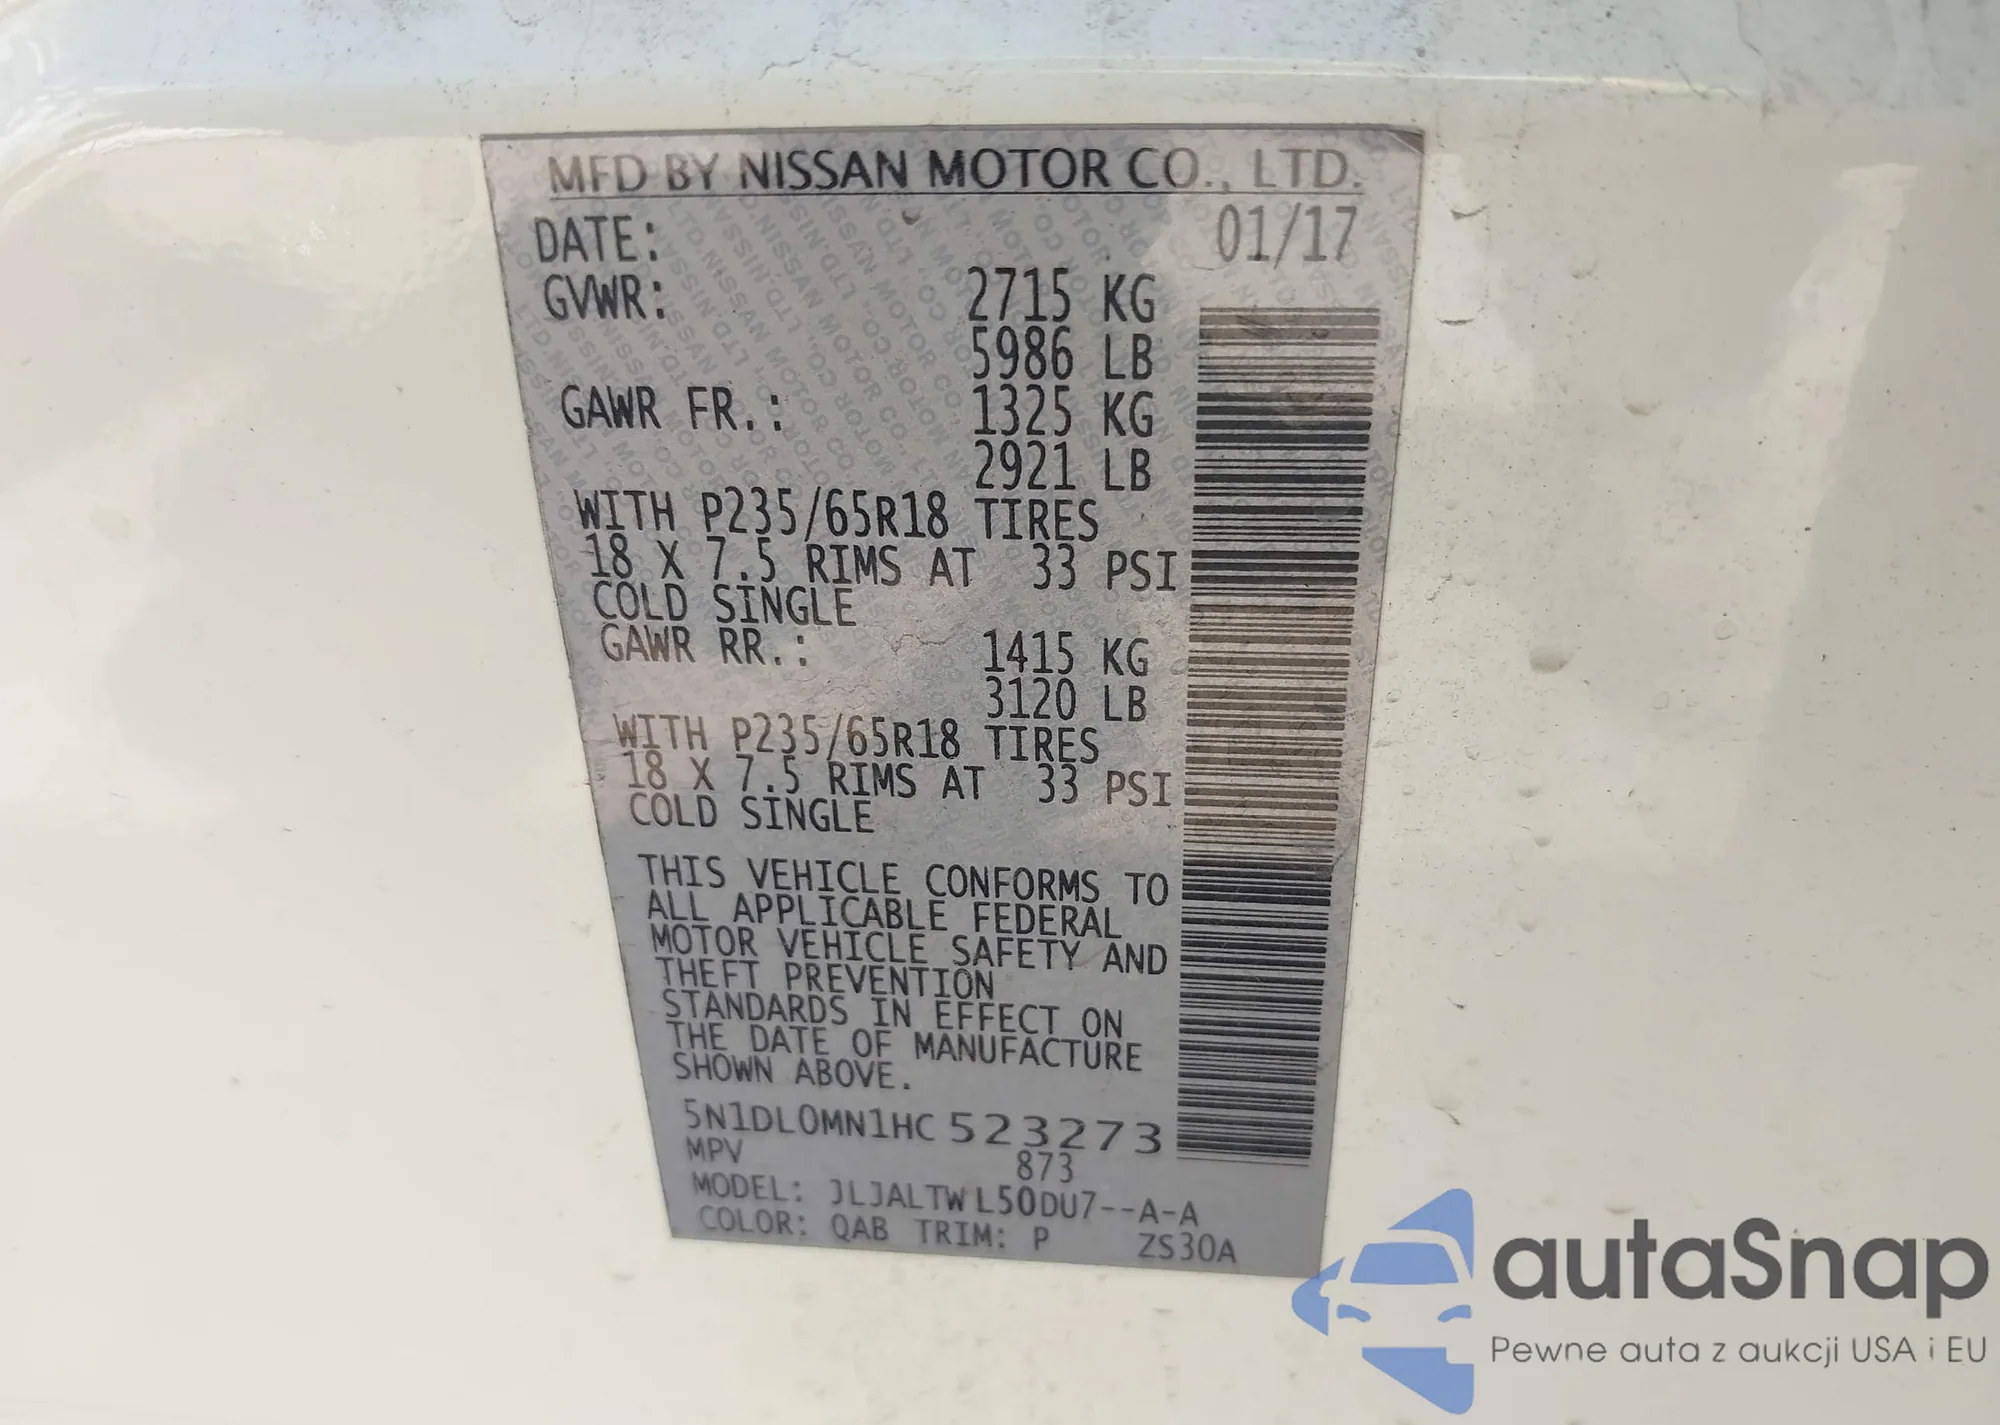 MFD BY NISSAN MOTOR CO., LTD.
DATE: 01/17
GVWR: 2715 KG
5986 LB
GAWR FR.: 1325 KG
2921 LB
WITH P235/65R18 TIRES
18 X 7.5 RIMS AT 33 PSI
COLD SINGLE
GAWR RR.: 1415 KG
3120 LB
WITH P235/65R18 TIRES
18 X 7.5 RIMS AT 33 PSI
COLD SINGLE
THIS VEHICLE CONFORMS TO
ALL APPLICABLE FEDERAL
MOTOR VEHICLE SAFETY AND
THEFT PREVENTION
STANDARDS IN EFFECT ON
THE DATE OF MANUFACTURE
SHOWN ABOVE.
5N1DL0MN1HC523273
MPV 873
MODEL: JLJALTWL50DU7--A-A
COLOR: QAB TRIM: P ZS30A
autaSnap
Pewne auta z aukcji USA i EU